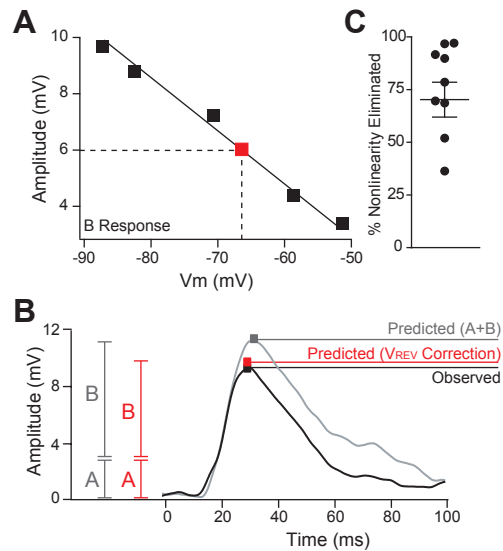 A
Amplitude (mV)
10
8
6
4
B Response
-90
-80
-70
-60
-50
Vm (mV)
C
% Nonlinearity Eliminated
100
75
50
25
0
B
Amplitude (mV)
12
8
4
0
B
B
A
A
Predicted (A+B)
Predicted (VREV Correction)
Observed
0
20
40
60
80
100
Time (ms)